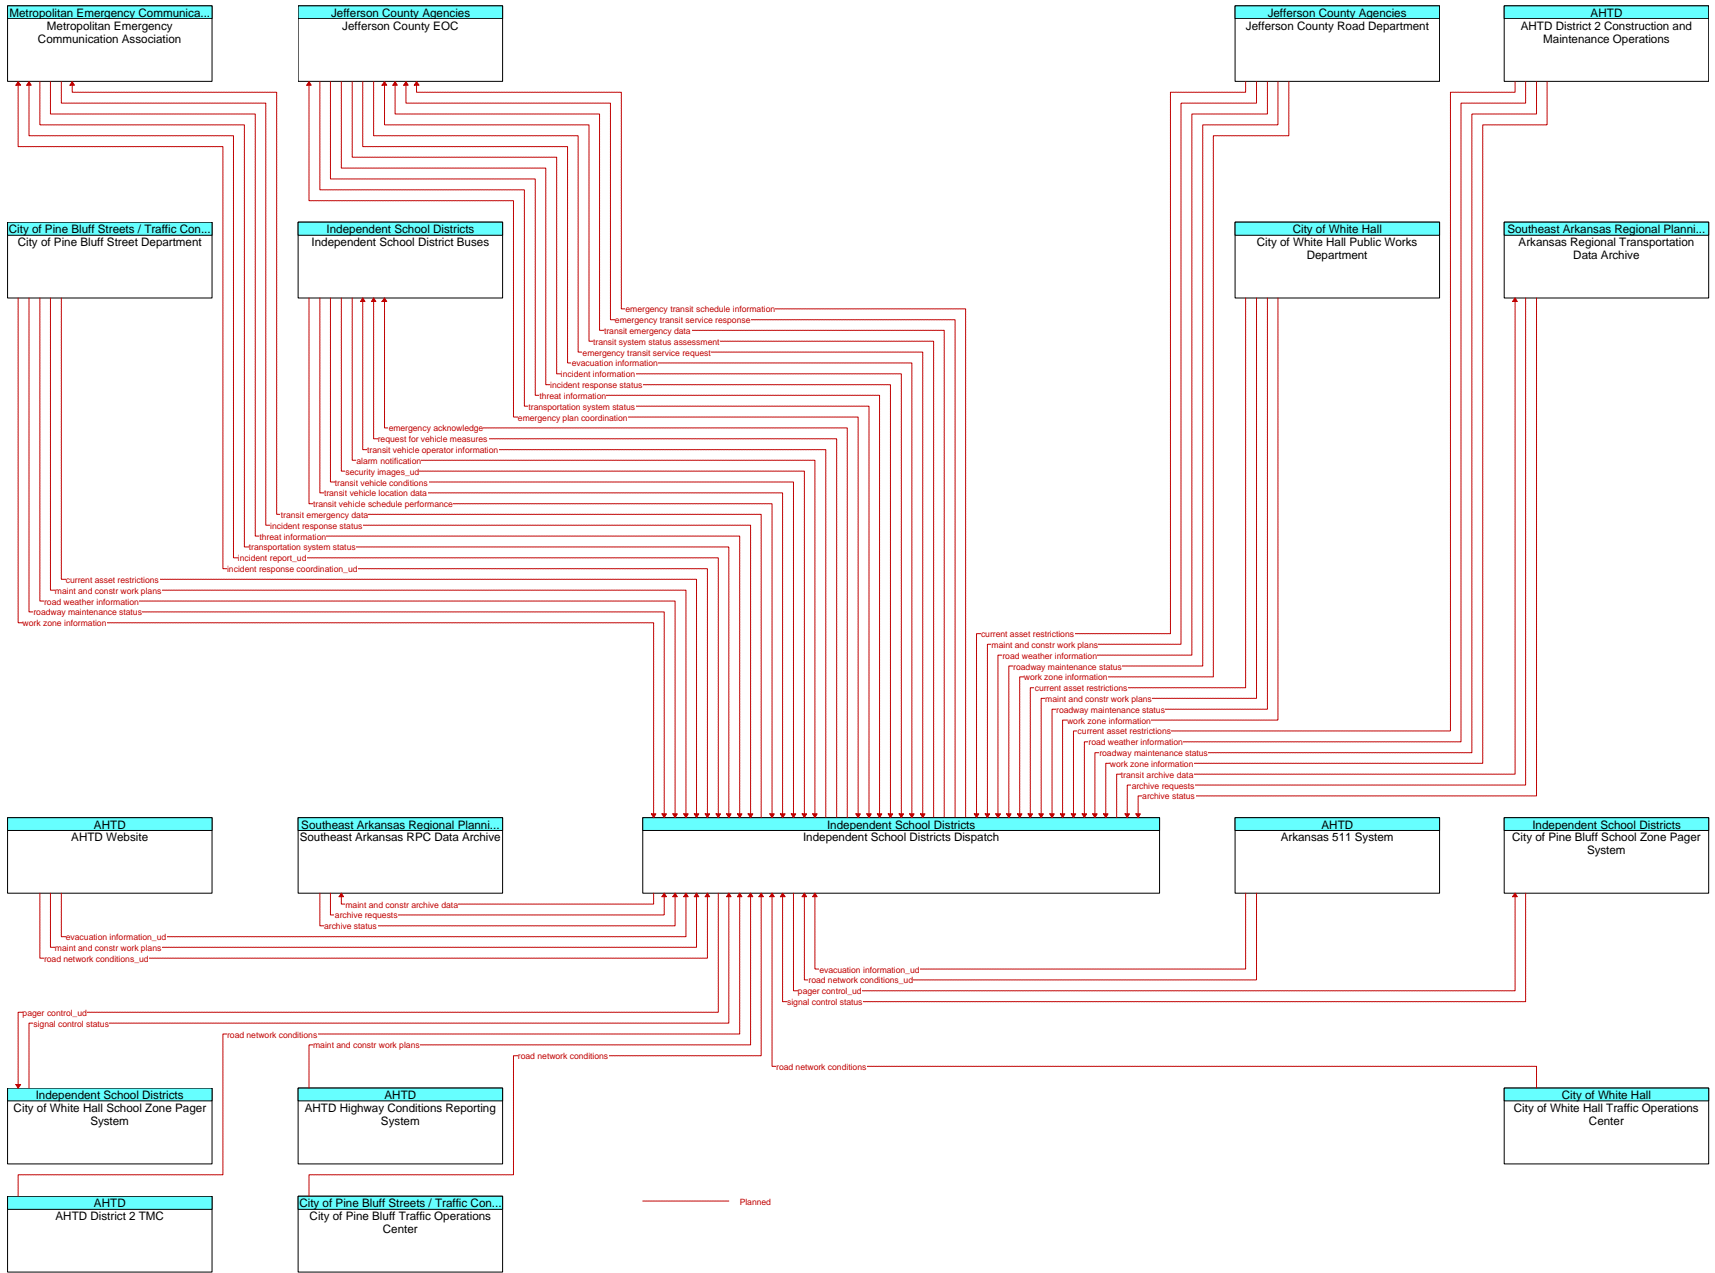 Metropolitan Emergency Communica...
Metropolitan Emergency
Communication Association
Jefferson County Agencies
Jefferson County EOC
Jefferson County Agencies
Jefferson County Road Department
AHTD
AHTD District 2 Construction and
Maintenance Operations
City of Pine Bluff Streets / Traffic Con...
City of Pine Bluff Street Department
Independent School Districts
Independent School District Buses
City of White Hall
City of White Hall Public Works
Department
Southeast Arkansas Regional Planni...
Arkansas Regional Transportation
Data Archive
emergency transit schedule information
emergency transit service response
transit emergency data
transit system status assessment
emergency transit service request
evacuation information
incident information
incident response status
threat information
transportation system status
emergency plan coordination
emergency acknowledge
request for vehicle measures
transit vehicle operator information
alarm notification
security images_ud
transit vehicle conditions
transit vehicle location data
transit vehicle schedule performance
transit emergency data
incident response status
threat information
transportation system status
incident report_ud
incident response coordination_ud
current asset restrictions
maint and constr work plans
road weather information
roadway maintenance status
work zone information
current asset restrictions
maint and constr work plans
road weather information
roadway maintenance status
work zone information
current asset restrictions
maint and constr work plans
roadway maintenance status
work zone information
current asset restrictions
road weather information
roadway maintenance status
work zone information
transit archive data
archive requests
archive status
AHTD
AHTD Website
Southeast Arkansas Regional Planni...
Southeast Arkansas RPC Data Archive
Independent School Districts
Independent School Districts Dispatch
AHTD
Arkansas 511 System
Independent School Districts
City of Pine Bluff School Zone Pager
System
maint and constr archive data
archive requests
archive status
evacuation information_ud
maint and constr work plans
road network conditions_ud
evacuation information_ud
road network conditions_ud
pager control_ud
signal control status
pager control_ud
signal control status
road network conditions
maint and constr work plans
road network conditions
road network conditions
Independent School Districts
City of White Hall School Zone Pager
System
AHTD
AHTD Highway Conditions Reporting
System
City of White Hall
City of White Hall Traffic Operations
Center
AHTD
AHTD District 2 TMC
City of Pine Bluff Streets / Traffic Con...
City of Pine Bluff Traffic Operations
Center
Planned